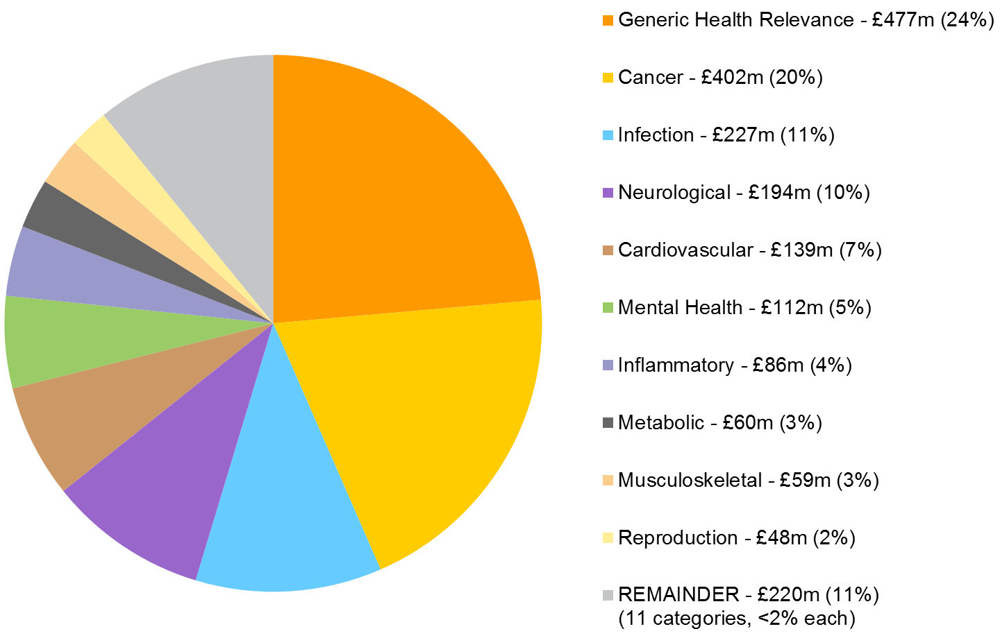 Generic Health Relevance - £477m (24%)
Cancer - £402m (20%)
Infection - £227m (11%)
Neurological - £194m (10%)
Cardiovascular - £139m (7%)
Mental Health - £112m (5%)
Inflammatory - £86m (4%)
Metabolic - £60m (3%)
Musculoskeletal - £59m (3%)
Reproduction - £48m (2%)
REMAINDER - £220m (11%)
(11 categories, <2% each)